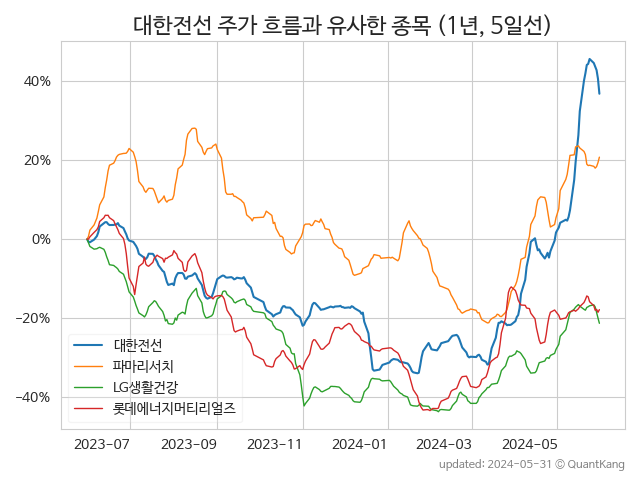 대한전선 주가 흐름과 유사한 종목 (1년, 5일선)
40%
20%
0%
−20%
−40%
대한전선
파마리서치
LG생활건강
롯데에너지머티리얼즈
2023-07 2023-09 2023-11 2024-01 2024-03 2024-05
updated: 2024-05-31 © QuantKang